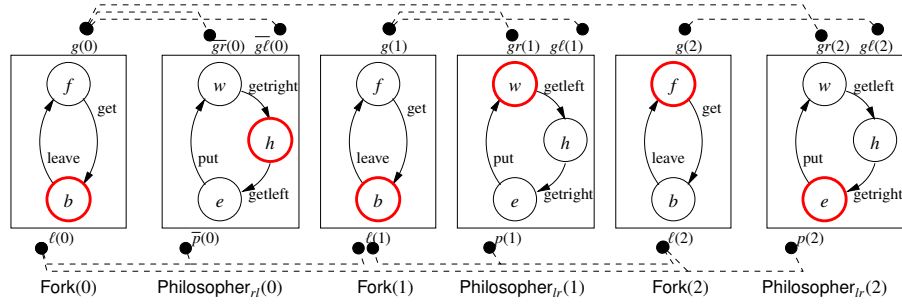 g(0) g̅r̅(0) g̅ℓ̅(0) g(1) gr(1) gℓ(1) g(2) gr(2) gℓ(2)
f w f w f w
getright getleft getleft
get get get
h h h
leave put leave put leave put
getleft getright getright
b e b e b e
ℓ(0) p̅(0) ℓ(1) p(1) ℓ(2) p(2)
Fork(0) Philosopher_rl(0) Fork(1) Philosopher_lr(1) Fork(2) Philosopher_lr(2)